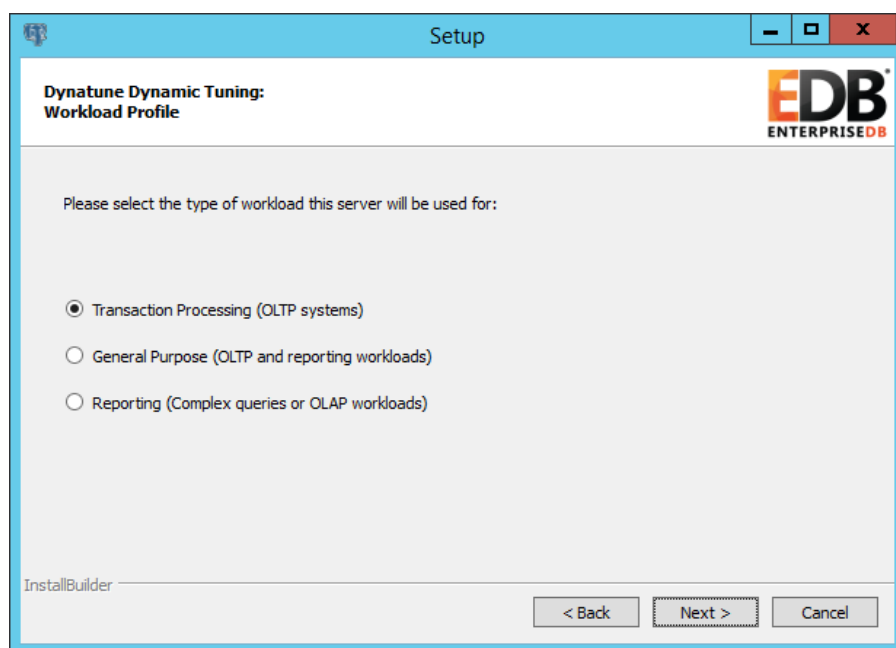 Setup
Dynatune Dynamic Tuning:
Workload Profile
EDB
ENTERPRISEDB
Please select the type of workload this server will be used for:
Transaction Processing (OLTP systems)
General Purpose (OLTP and reporting workloads)
Reporting (Complex queries or OLAP workloads)
InstallBuilder
< Back Next > Cancel